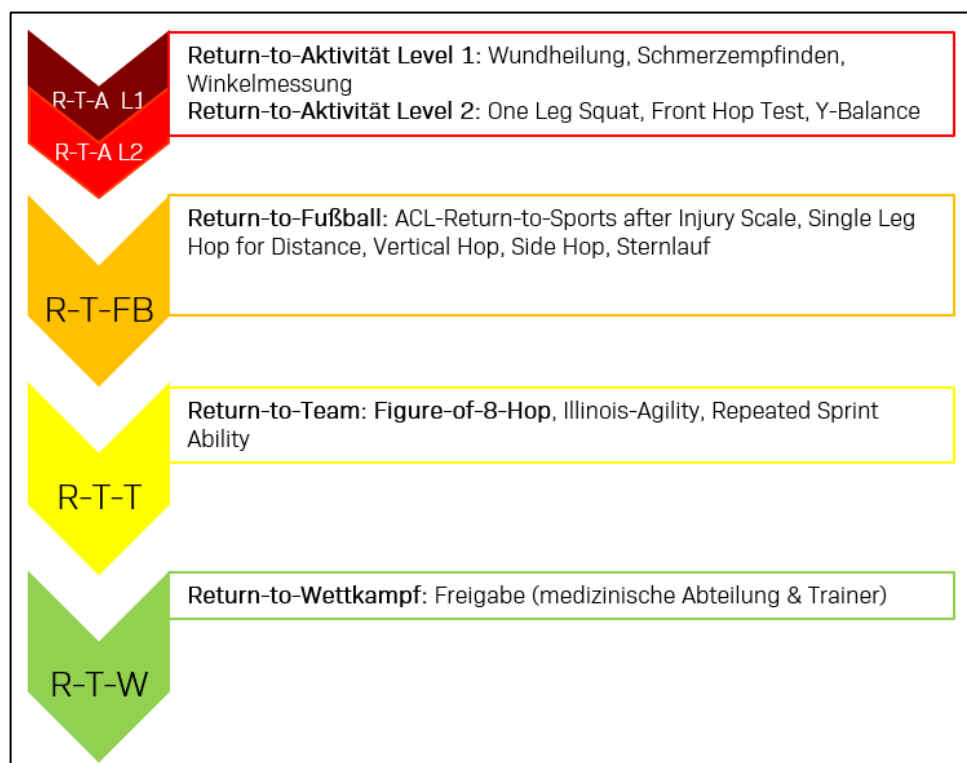 R-T-A L1
R-T-A L2
Return-to-Aktivität Level 1: Wundheilung, Schmerzempfinden,
Winkelmessung
Return-to-Aktivität Level 2: One Leg Squat, Front Hop Test, Y-Balance
R-T-FB
Return-to-Fußball: ACL-Return-to-Sports after Injury Scale, Single Leg
Hop for Distance, Vertical Hop, Side Hop, Sternlauf
R-T-T
Return-to-Team: Figure-of-8-Hop, Illinois-Agility, Repeated Sprint
Ability
R-T-W
Return-to-Wettkampf: Freigabe (medizinische Abteilung & Trainer)